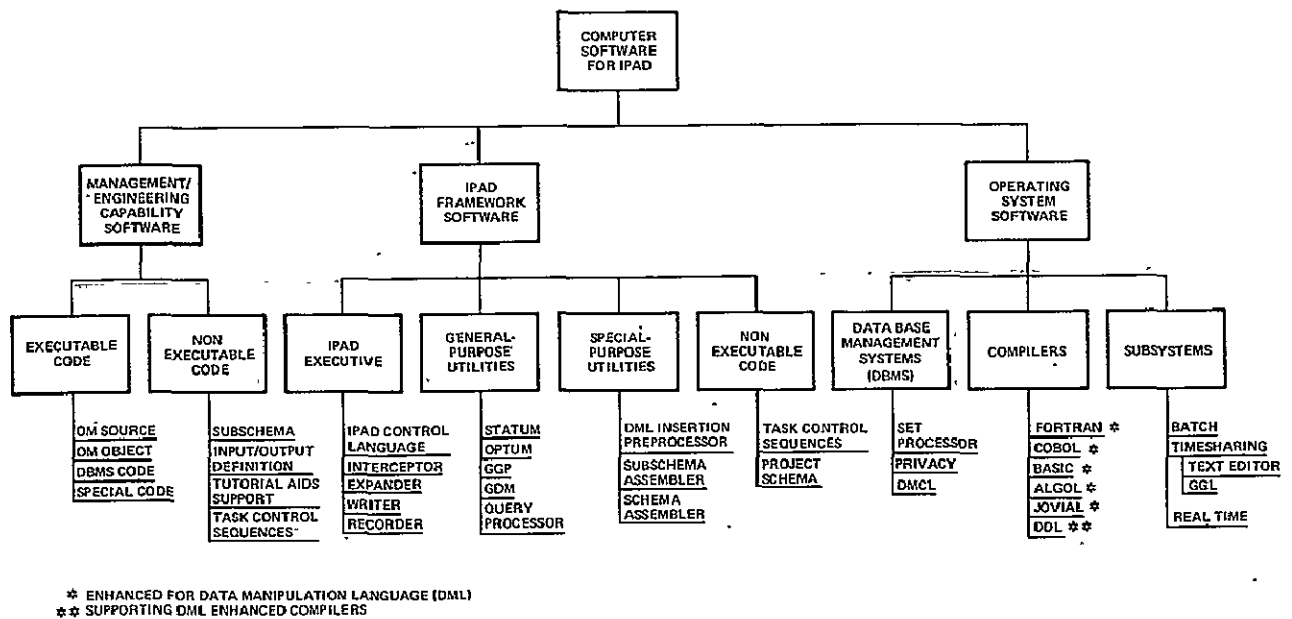 COMPUTER
SOFTWARE
FOR IPAD
MANAGEMENT/
ENGINEERING
CAPABILITY
SOFTWARE
IPAD
FRAMEWORK
SOFTWARE
OPERATING
SYSTEM
SOFTWARE
EXECUTABLE
CODE
NON
EXECUTABLE
CODE
IPAD
EXECUTIVE
GENERAL-
PURPOSE
UTILITIES
SPECIAL-
PURPOSE
UTILITIES
NON
EXECUTABLE
CODE
DATA BASE
MANAGEMENT
SYSTEMS
(DBMS)
COMPILERS
SUBSYSTEMS
OM SOURCE
OM OBJECT
DBMS CODE
SPECIAL CODE
SUBSCHEMA
INPUT/OUTPUT
DEFINITION
TUTORIAL AIDS
SUPPORT
TASK CONTROL
SEQUENCES
IPAD CONTROL
LANGUAGE
INTERCEPTOR
EXPANDER
WRITER
RECORDER
STATUM
OPTUM
GGP
GDM
QUERY
PROCESSOR
DML INSERTION
PREPROCESSOR
SUBSCHEMA
ASSEMBLER
SCHEMA
ASSEMBLER
TASK CONTROL
SEQUENCES
PROJECT
SCHEMA
SET
PROCESSOR
PRIVACY
DMCL
FORTRAN *
COBOL *
BASIC *
ALGOL *
JOVIAL *
DDL **
BATCH
TIMESHARING
TEXT EDITOR
GGL
REAL TIME
* ENHANCED FOR DATA MANIPULATION LANGUAGE (DML)
** SUPPORTING DML ENHANCED COMPILERS